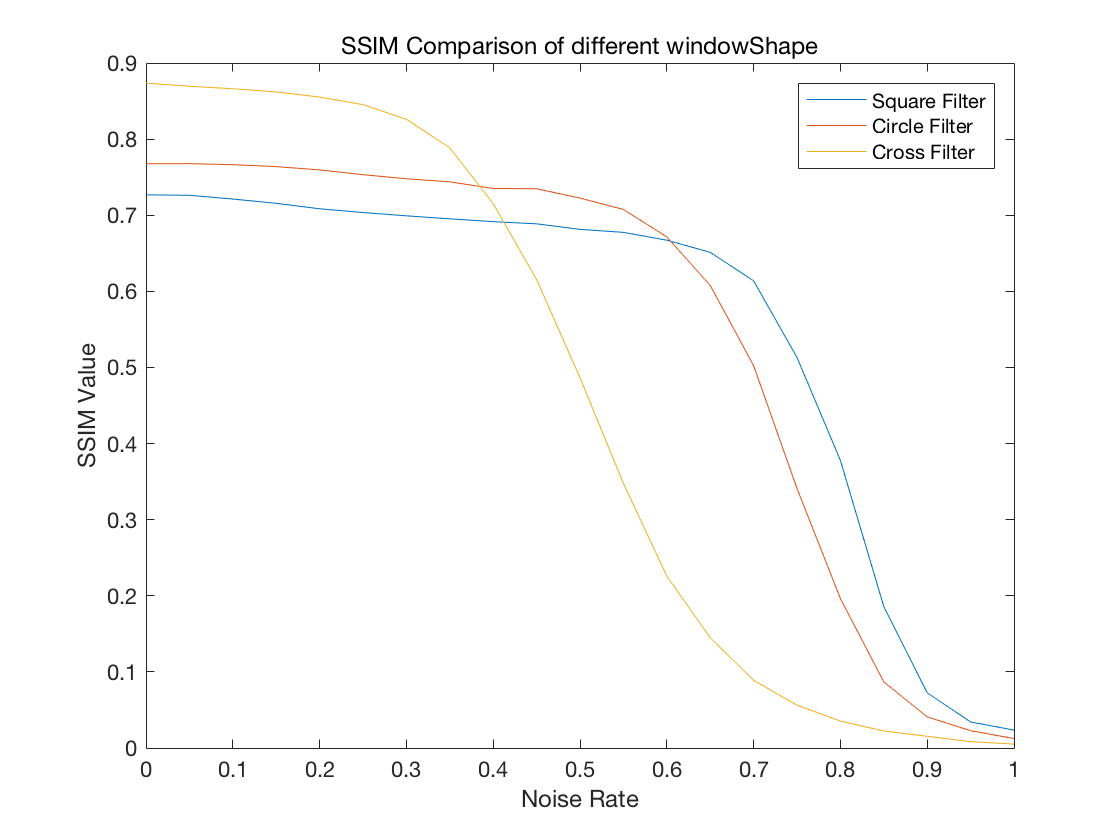 SSIM Comparison of different windowShape
0.9
0.8
0.7
0.6
0.5
0.4
0.3
0.2
0.1
0
SSIM Value
Square Filter
Circle Filter
Cross Filter
0 0.1 0.2 0.3 0.4 0.5 0.6 0.7 0.8 0.9 1
Noise Rate